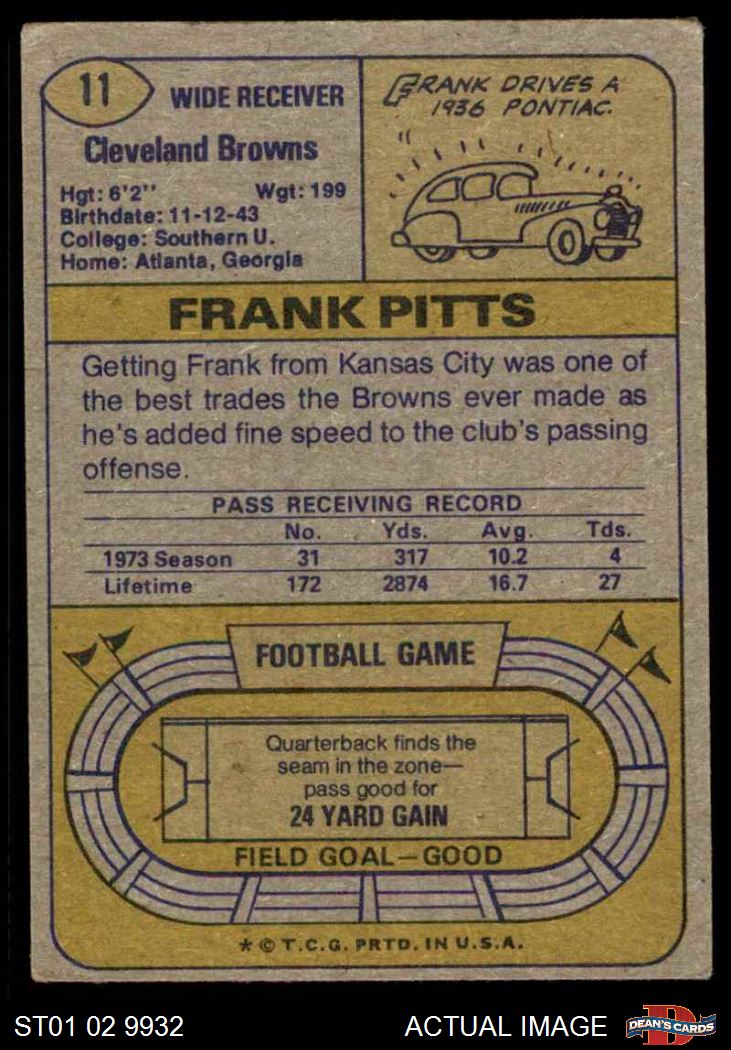 11
WIDE RECEIVER
Cleveland Browns
Hgt: 6'2'' Wgt: 199
Birthdate: 11-12-43
College: Southern U.
Home: Atlanta, Georgia
FRANK DRIVES A
1936 PONTIAC.
FRANK PITTS
Getting Frank from Kansas City was one of
the best trades the Browns ever made as
he's added fine speed to the club's passing
offense.
PASS RECEIVING RECORD
No. Yds. Avg. Tds.
1973 Season 31 317 10.2 4
Lifetime 172 2874 16.7 27
FOOTBALL GAME
Quarterback finds the
seam in the zone—
pass good for
24 YARD GAIN
FIELD GOAL—GOOD
* © T.C.G. PRTD. IN U.S.A.
ST01 02 9932 ACTUAL IMAGE
D
DEAN'S CARDS